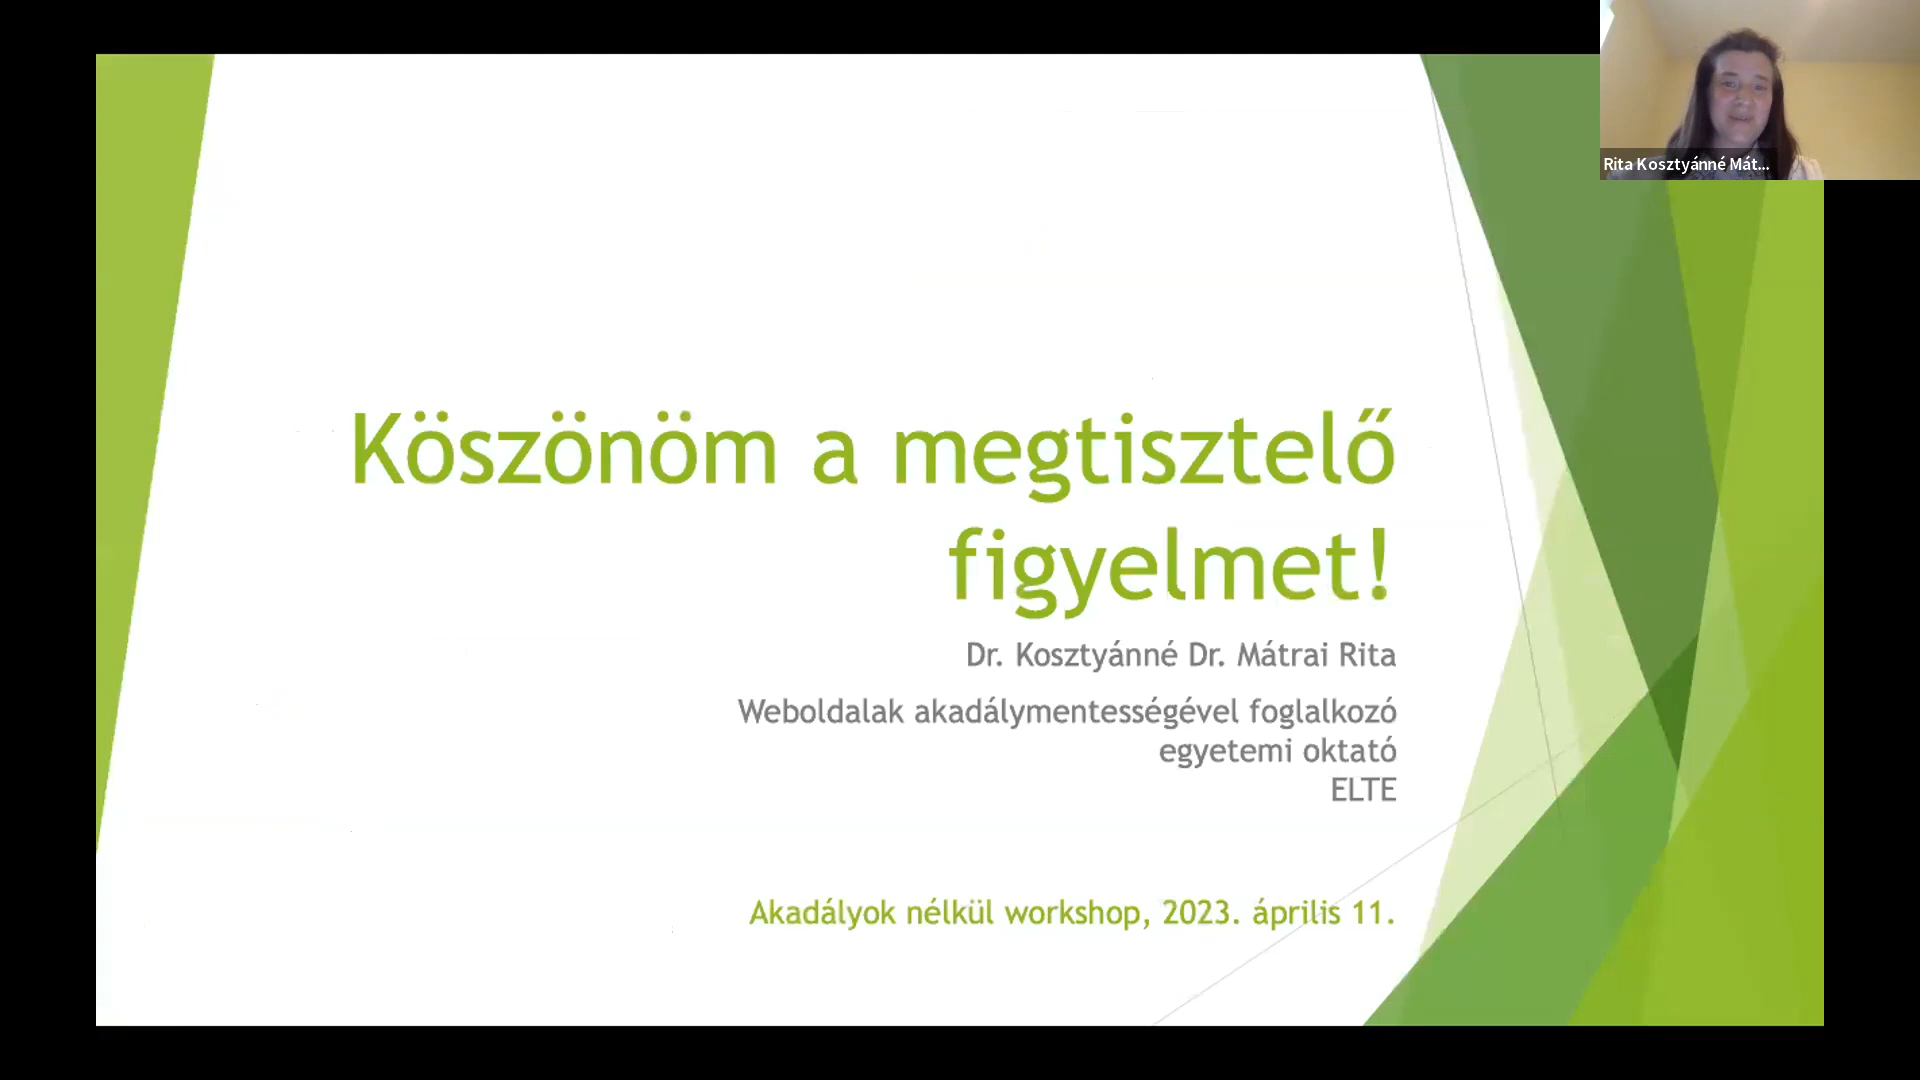 Rita Kosztyánné Mát...
Köszönöm a megtisztelő
figyelmet!
Dr. Kosztyánné Dr. Mátrai Rita
Weboldalak akadálymentességével foglalkozó
egyetemi oktató
ELTE
Akadályok nélkül workshop, 2023. április 11.